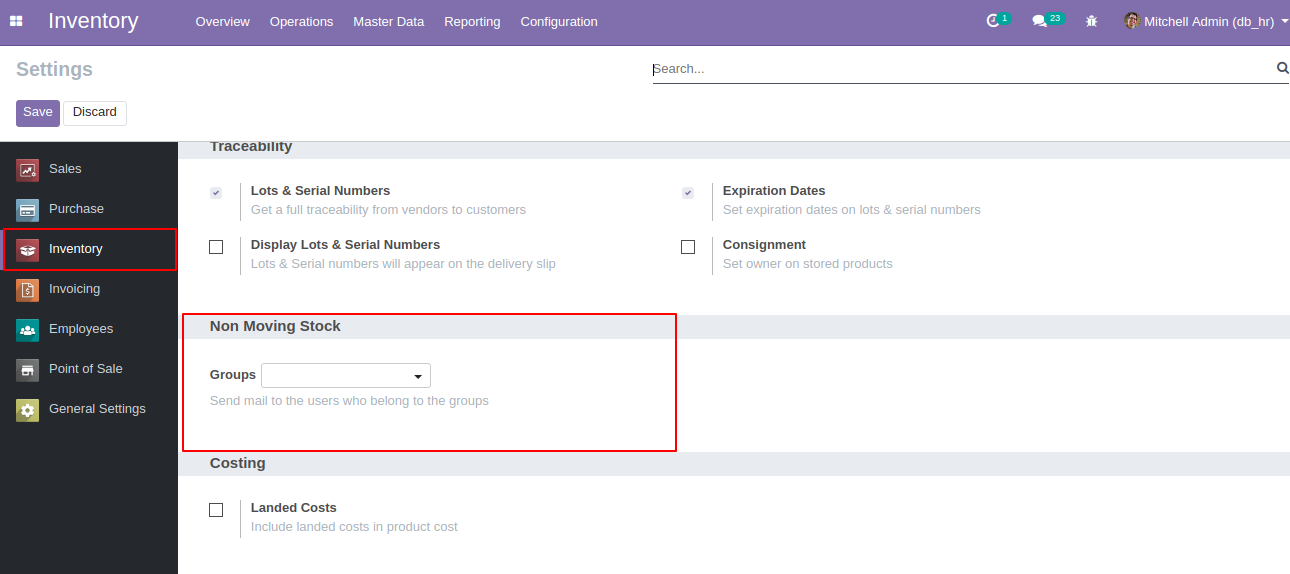 Inventory Overview Operations Master Data Reporting Configuration 1 23 Mitchell Admin (db_hr)
Settings Search...
Save Discard
Sales
Purchase
Inventory
Invoicing
Employees
Point of Sale
General Settings
Traceability
Lots & Serial Numbers
Get a full traceability from vendors to customers
Expiration Dates
Set expiration dates on lots & serial numbers
Display Lots & Serial Numbers
Lots & Serial numbers will appear on the delivery slip
Consignment
Set owner on stored products
Non Moving Stock
Groups
Send mail to the users who belong to the groups
Costing
Landed Costs
Include landed costs in product cost